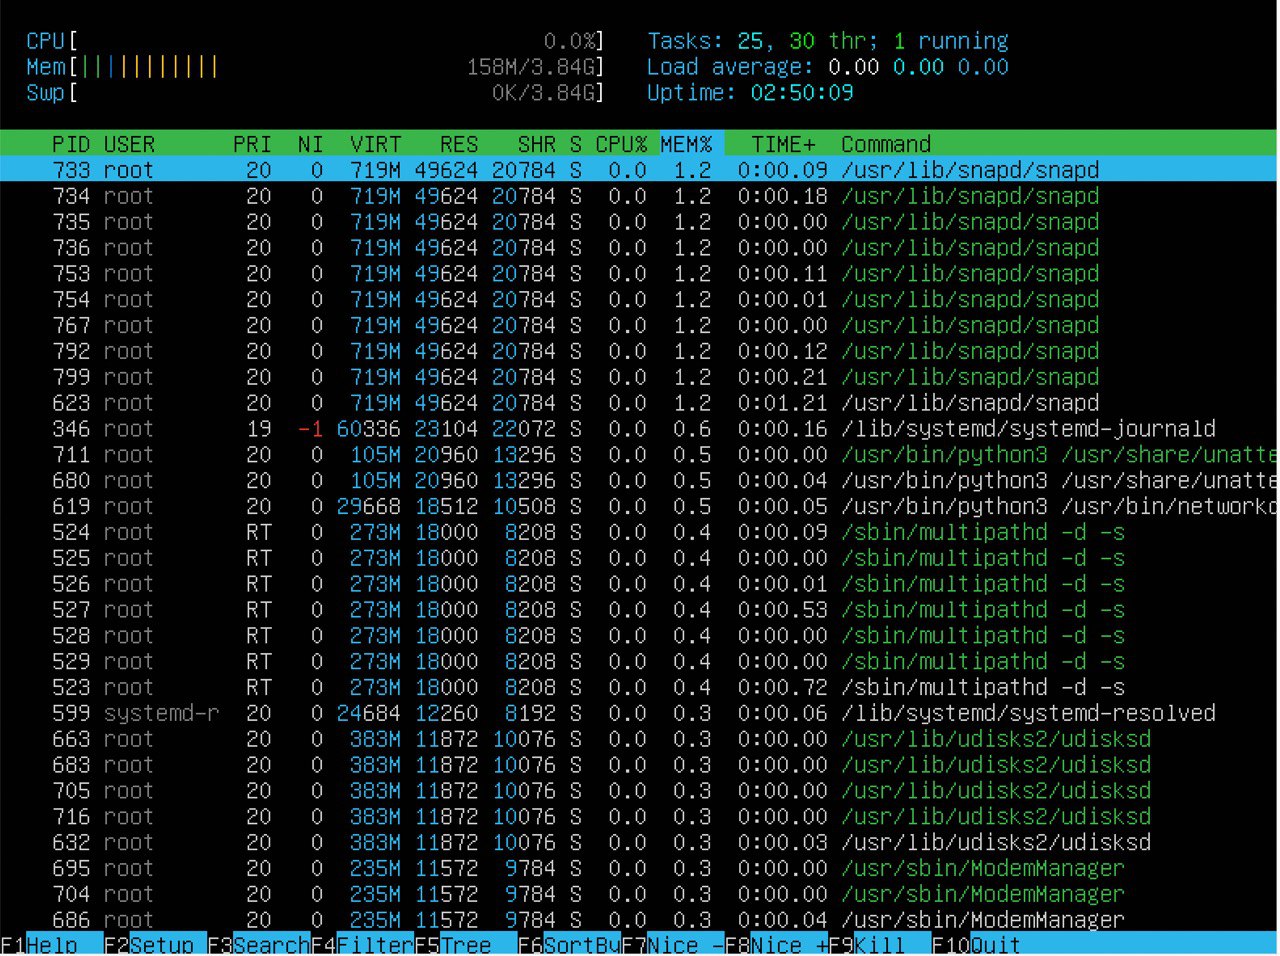 CPU[ 0.0%] Tasks: 25, 30 thr; 1 running
Mem[||||||||||| 158M/3.84G] Load average: 0.00 0.00 0.00
Swp[ 0K/3.84G] Uptime: 02:50:09
PID USER PRI NI VIRT RES SHR S CPU% MEM% TIME+ Command
733 root 20 0 719M 49624 20784 S 0.0 1.2 0:00.09 /usr/lib/snapd/snapd
734 root 20 0 719M 49624 20784 S 0.0 1.2 0:00.18 /usr/lib/snapd/snapd
735 root 20 0 719M 49624 20784 S 0.0 1.2 0:00.00 /usr/lib/snapd/snapd
736 root 20 0 719M 49624 20784 S 0.0 1.2 0:00.00 /usr/lib/snapd/snapd
753 root 20 0 719M 49624 20784 S 0.0 1.2 0:00.11 /usr/lib/snapd/snapd
754 root 20 0 719M 49624 20784 S 0.0 1.2 0:00.01 /usr/lib/snapd/snapd
767 root 20 0 719M 49624 20784 S 0.0 1.2 0:00.00 /usr/lib/snapd/snapd
792 root 20 0 719M 49624 20784 S 0.0 1.2 0:00.12 /usr/lib/snapd/snapd
799 root 20 0 719M 49624 20784 S 0.0 1.2 0:00.21 /usr/lib/snapd/snapd
623 root 20 0 719M 49624 20784 S 0.0 1.2 0:01.21 /usr/lib/snapd/snapd
346 root 19 -1 60336 23104 22072 S 0.0 0.6 0:00.16 /lib/systemd/systemd-journald
711 root 20 0 105M 20960 13296 S 0.0 0.5 0:00.00 /usr/bin/python3 /usr/share/unatte
680 root 20 0 105M 20960 13296 S 0.0 0.5 0:00.04 /usr/bin/python3 /usr/share/unatte
619 root 20 0 29668 18512 10508 S 0.0 0.5 0:00.05 /usr/bin/python3 /usr/bin/networkd
524 root RT 0 273M 18000 8208 S 0.0 0.4 0:00.09 /sbin/multipathd -d -s
525 root RT 0 273M 18000 8208 S 0.0 0.4 0:00.00 /sbin/multipathd -d -s
526 root RT 0 273M 18000 8208 S 0.0 0.4 0:00.01 /sbin/multipathd -d -s
527 root RT 0 273M 18000 8208 S 0.0 0.4 0:00.53 /sbin/multipathd -d -s
528 root RT 0 273M 18000 8208 S 0.0 0.4 0:00.00 /sbin/multipathd -d -s
529 root RT 0 273M 18000 8208 S 0.0 0.4 0:00.00 /sbin/multipathd -d -s
523 root RT 0 273M 18000 8208 S 0.0 0.4 0:00.72 /sbin/multipathd -d -s
599 systemd-r 20 0 24684 12260 8192 S 0.0 0.3 0:00.06 /lib/systemd/systemd-resolved
663 root 20 0 383M 11872 10076 S 0.0 0.3 0:00.00 /usr/lib/udisks2/udisksd
683 root 20 0 383M 11872 10076 S 0.0 0.3 0:00.00 /usr/lib/udisks2/udisksd
705 root 20 0 383M 11872 10076 S 0.0 0.3 0:00.00 /usr/lib/udisks2/udisksd
716 root 20 0 383M 11872 10076 S 0.0 0.3 0:00.00 /usr/lib/udisks2/udisksd
632 root 20 0 383M 11872 10076 S 0.0 0.3 0:00.03 /usr/lib/udisks2/udisksd
695 root 20 0 235M 11572 9784 S 0.0 0.3 0:00.00 /usr/sbin/ModemManager
704 root 20 0 235M 11572 9784 S 0.0 0.3 0:00.00 /usr/sbin/ModemManager
686 root 20 0 235M 11572 9784 S 0.0 0.3 0:00.04 /usr/sbin/ModemManager
F1Help F2Setup F3SearchF4FilterF5Tree F6SortByF7Nice -F8Nice +F9Kill F10Quit